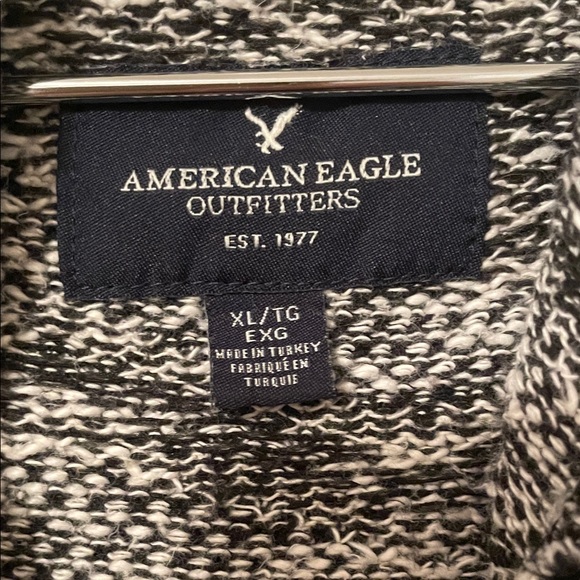 AMERICAN EAGLE
OUTFITTERS
EST. 1977
XL/TG
EXG
MADE IN TURKEY
FABRIQUÉ EN
TURQUIE